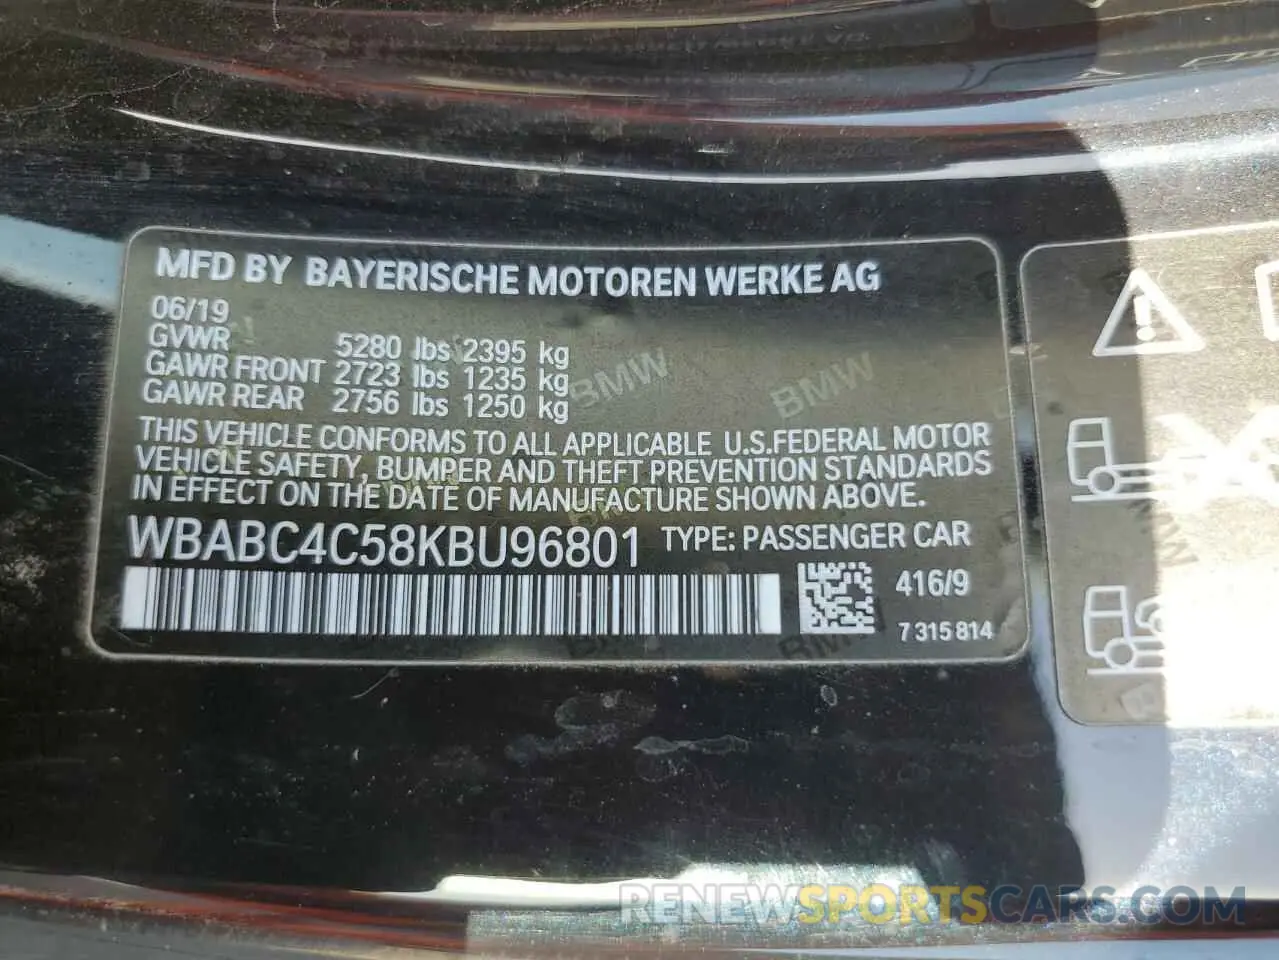 MFD BY BAYERISCHE MOTOREN WERKE AG
06/19
GVWR 5280 lbs 2395 kg
GAWR FRONT 2723 lbs 1235 kg
GAWR REAR 2756 lbs 1250 kg
THIS VEHICLE CONFORMS TO ALL APPLICABLE U.S.FEDERAL MOTOR
VEHICLE SAFETY, BUMPER AND THEFT PREVENTION STANDARDS
IN EFFECT ON THE DATE OF MANUFACTURE SHOWN ABOVE.
WBABC4C58KBU96801 TYPE: PASSENGER CAR
416/9
7 315 814
BMW BMW
BMW BMW
RENEWSPORTSCARS.COM